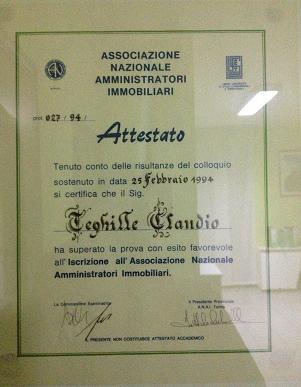 ASSOCIAZIONE
NAZIONALE
AMMINISTRATORI
IMMOBILIARI
prot. 027/94/
Attestato
Tenuto conto delle risultanze del colloquio
sostenuto in data 25 Febbraio 1994
si certifica che il Sig.
Teghille Claudio
ha superato la prova con esito favorevole
all'Iscrizione all'Associazione Nazionale
Amministratori Immobiliari.
La Commissione Esaminatrice
Il Presidente Provinciale
A.N.A.I. Torino
IL PRESENTE NON COSTITUISCE ATTESTATO ACCADEMICO